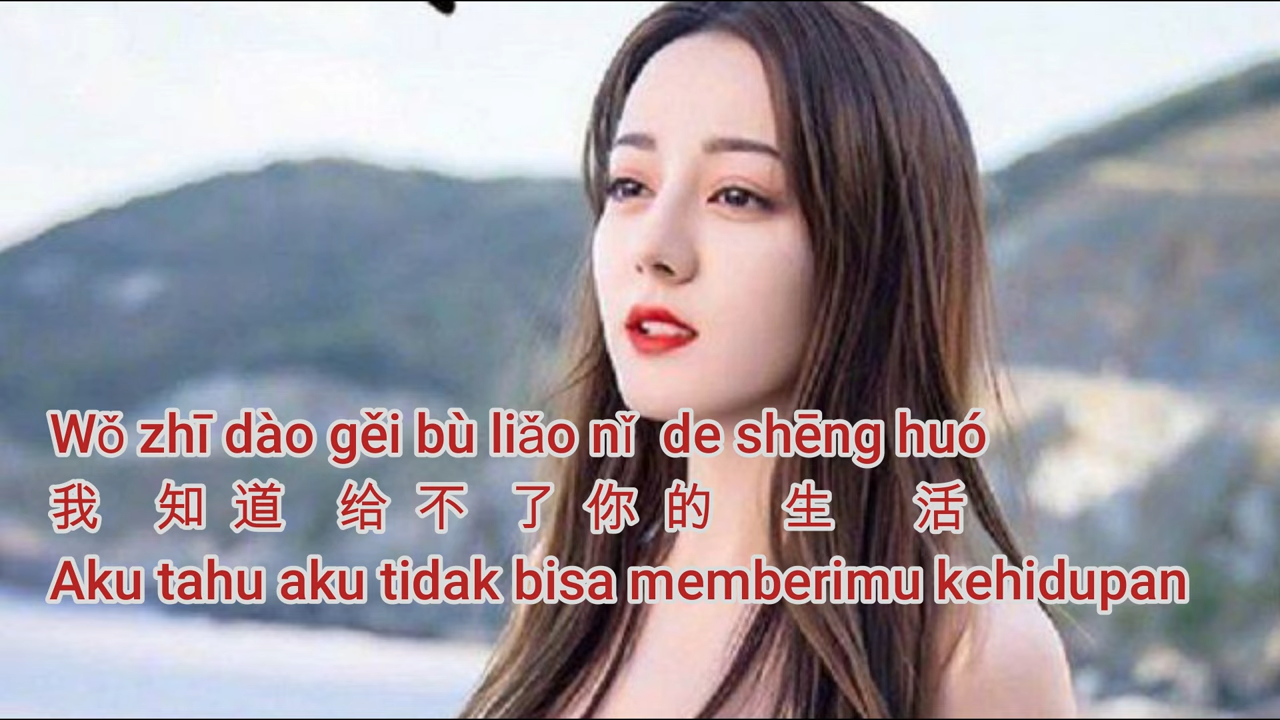 Wǒ zhī dào gěi bù liǎo nǐ de shēng huó
我 知 道 给 不 了 你 的 生 活
Aku tahu aku tidak bisa memberimu kehidupan